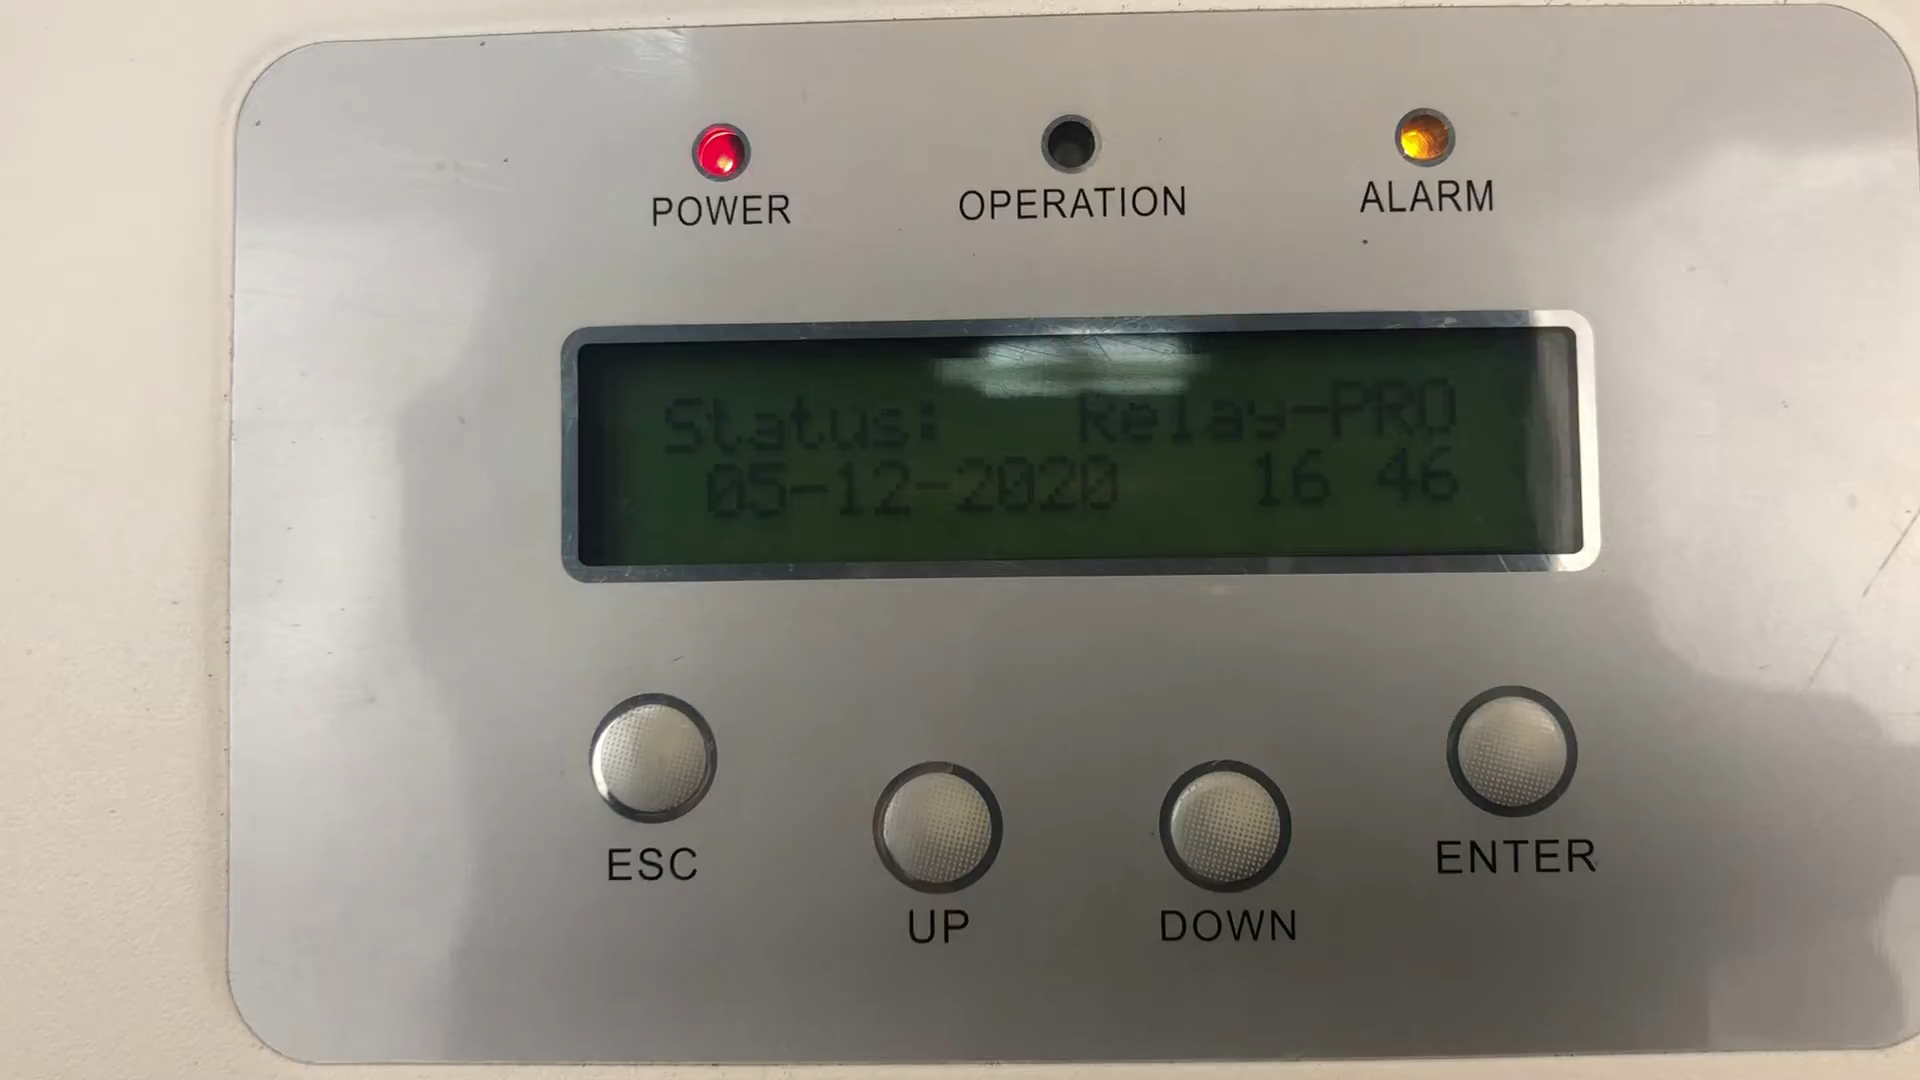 POWER OPERATION ALARM
Status: Relay-PRO
05-12-2020 16 46
ESC UP DOWN ENTER